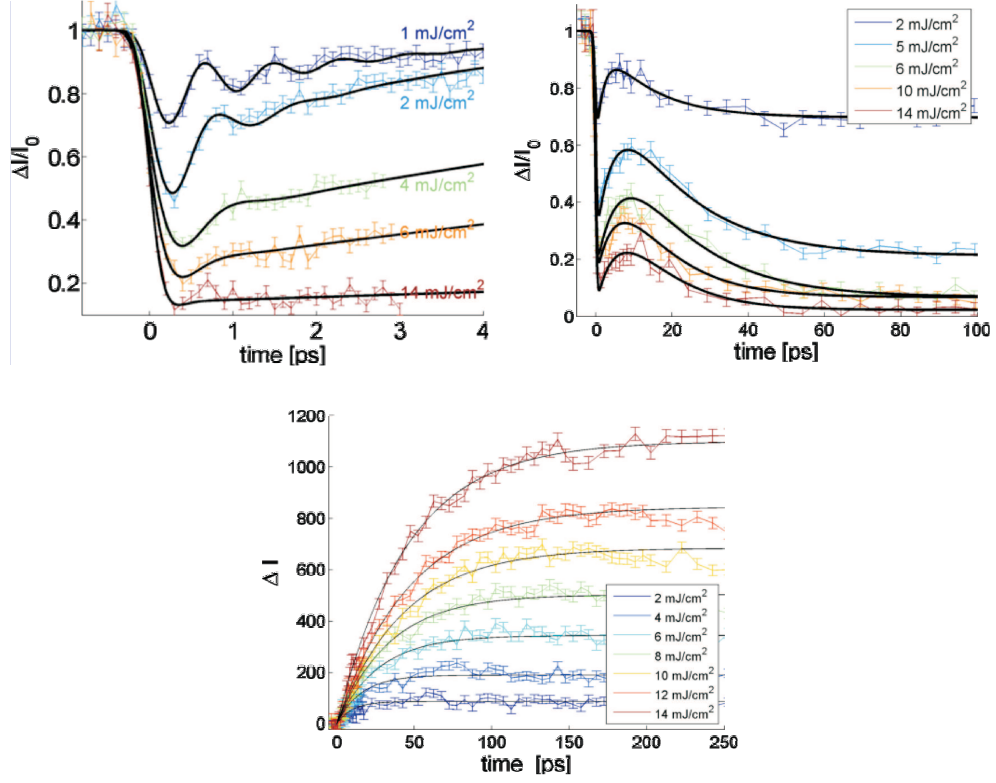 1
0.8
0.6
0.4
0.2
ΔI/I₀
0
1
2
3
4
time [ps]
1 mJ/cm²
2 mJ/cm²
4 mJ/cm²
6 mJ/cm²
14 mJ/cm²
1
0.8
0.6
0.4
0.2
0
ΔI/I₀
0
20
40
60
80
100
time [ps]
2 mJ/cm²
5 mJ/cm²
6 mJ/cm²
10 mJ/cm²
14 mJ/cm²
1200
1000
800
600
400
200
0
Δ I
0
50
100
150
200
250
time [ps]
2 mJ/cm²
4 mJ/cm²
6 mJ/cm²
8 mJ/cm²
10 mJ/cm²
12 mJ/cm²
14 mJ/cm²